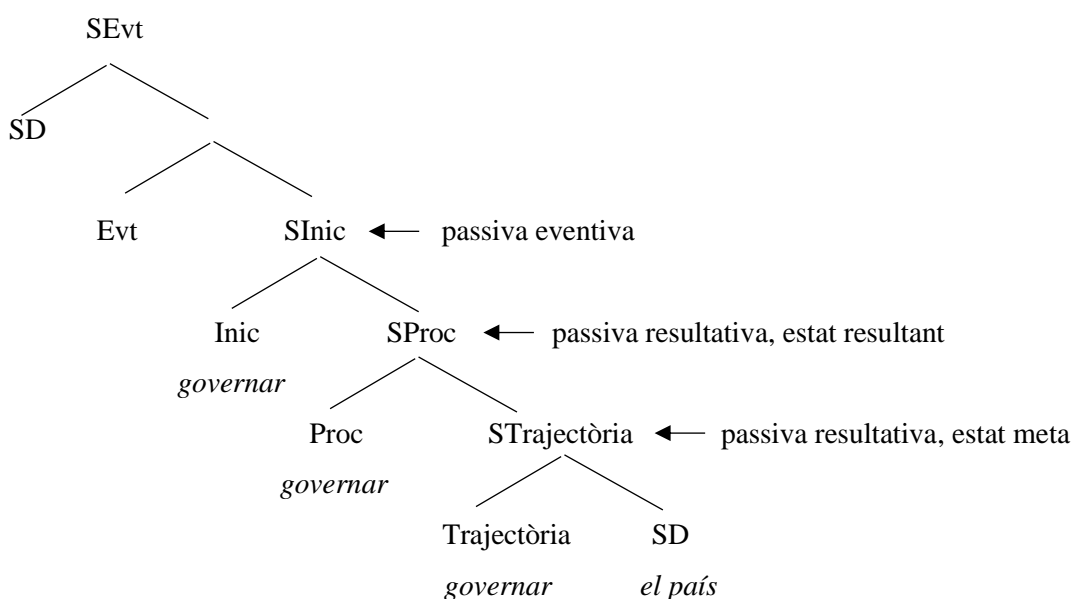 SEvt
SD
Evt SInic passiva eventiva
Inic SProc passiva resultativa, estat resultant
governar
Proc STrajectòria passiva resultativa, estat meta
governar
Trajectòria SD
governar el país